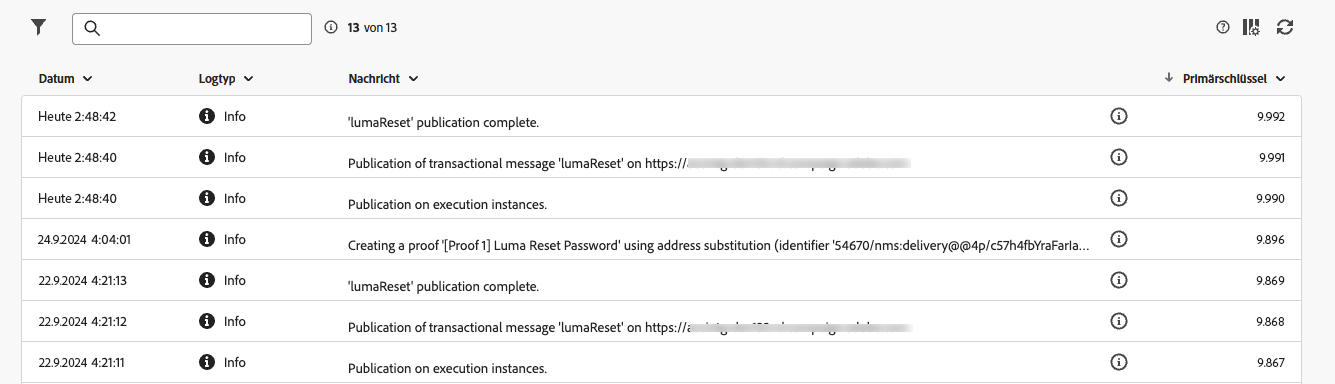 13 von 13
Datum Logtyp Nachricht Primärschlüssel
Heute 2:48:42 Info 'lumaReset' publication complete. 9.992
Heute 2:48:40 Info Publication of transactional message 'lumaReset' on https:// 9.991
Heute 2:48:40 Info Publication on execution instances. 9.990
24.9.2024 4:04:01 Info Creating a proof '[Proof 1] Luma Reset Password' using address substitution (identifier '54670/nms:delivery@@4p/c57h4fbYraFarIa... 9.896
22.9.2024 4:21:13 Info 'lumaReset' publication complete. 9.869
22.9.2024 4:21:12 Info Publication of transactional message 'lumaReset' on https:// 9.868
22.9.2024 4:21:11 Info Publication on execution instances. 9.867